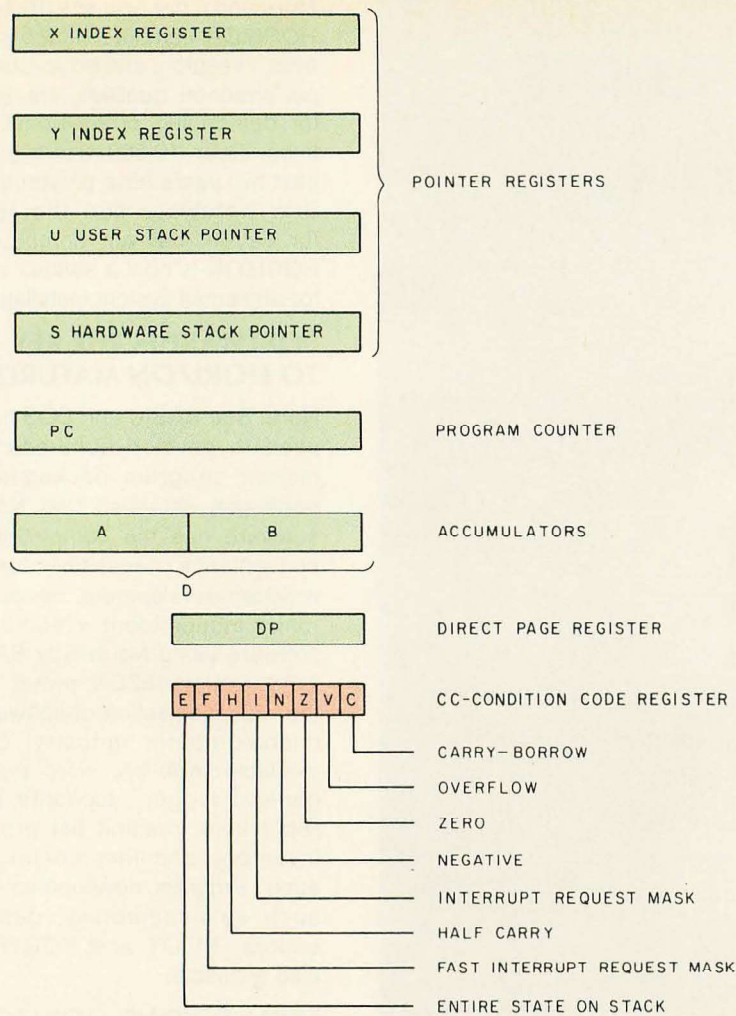 X INDEX REGISTER
Y INDEX REGISTER
POINTER REGISTERS
U USER STACK POINTER
S HARDWARE STACK POINTER
PC PROGRAM COUNTER
A B ACCUMULATORS
D
DP DIRECT PAGE REGISTER
E F H I N Z V C CC-CONDITION CODE REGISTER
CARRY-BORROW
OVERFLOW
ZERO
NEGATIVE
INTERRUPT REQUEST MASK
HALF CARRY
FAST INTERRUPT REQUEST MASK
ENTIRE STATE ON STACK